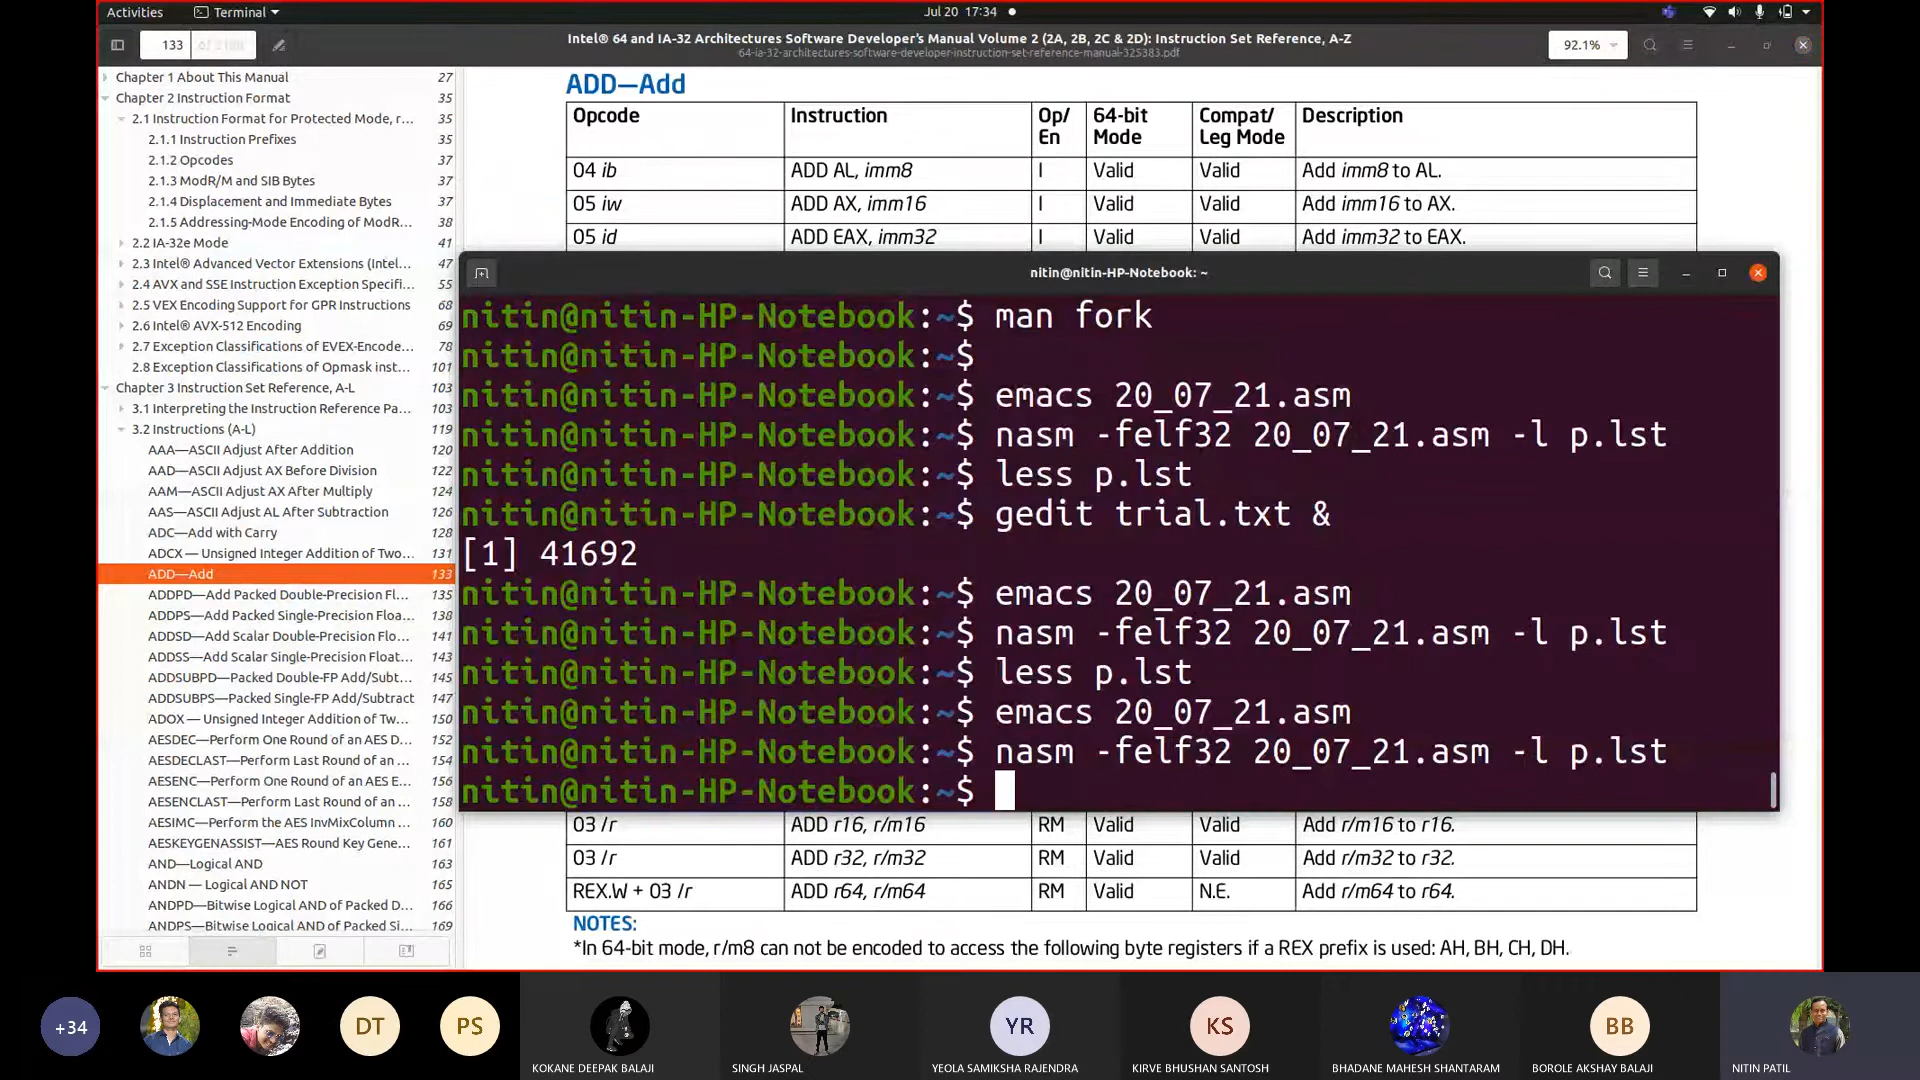 Activities
Terminal
Jul 20 17:34
133
Intel® 64 and IA-32 Architectures Software Developer's Manual Volume 2 (2A, 2B, 2C & 2D): Instruction Set Reference, A-Z
64-ia-32-architectures-software-developer-instruction-set-reference-manual-325383.pdf
92.1%
Chapter 1 About This Manual 27
Chapter 2 Instruction Format 35
2.1 Instruction Format for Protected Mode, r... 35
2.1.1 Instruction Prefixes 35
2.1.2 Opcodes 37
2.1.3 ModR/M and SIB Bytes 37
2.1.4 Displacement and Immediate Bytes 37
2.1.5 Addressing-Mode Encoding of ModR... 38
2.2 IA-32e Mode 41
2.3 Intel® Advanced Vector Extensions (Intel... 47
2.4 AVX and SSE Instruction Exception Specifi... 55
2.5 VEX Encoding Support for GPR Instructions 68
2.6 Intel® AVX-512 Encoding 69
2.7 Exception Classifications of EVEX-Encode... 78
2.8 Exception Classifications of Opmask inst... 101
Chapter 3 Instruction Set Reference, A-L 103
3.1 Interpreting the Instruction Reference Pa... 103
3.2 Instructions (A-L) 119
AAA—ASCII Adjust After Addition 120
AAD—ASCII Adjust AX Before Division 122
AAM—ASCII Adjust AX After Multiply 124
AAS—ASCII Adjust AL After Subtraction 126
ADC—Add with Carry 128
ADCX — Unsigned Integer Addition of Two... 131
ADD—Add 133
ADDPD—Add Packed Double-Precision Fl... 135
ADDPS—Add Packed Single-Precision Floa... 138
ADDSD—Add Scalar Double-Precision Flo... 141
ADDSS—Add Scalar Single-Precision Float... 143
ADDSUBPD—Packed Double-FP Add/Subt... 145
ADDSUBPS—Packed Single-FP Add/Subtract 147
ADOX — Unsigned Integer Addition of Tw... 150
AESDEC—Perform One Round of an AES D... 152
AESDECLAST—Perform Last Round of an ... 154
AESENC—Perform One Round of an AES E... 156
AESENCLAST—Perform Last Round of an ... 158
AESIMC—Perform the AES InvMixColumn ... 160
AESKEYGENASSIST—AES Round Key Gene... 161
AND—Logical AND 163
ANDN — Logical AND NOT 165
ANDPD—Bitwise Logical AND of Packed D... 166
ANDPS—Bitwise Logical AND of Packed Si... 169
ADD—Add
Opcode Instruction Op/En 64-bit Mode Compat/Leg Mode Description
04 ib ADD AL, imm8 I Valid Valid Add imm8 to AL.
05 iw ADD AX, imm16 I Valid Valid Add imm16 to AX.
05 id ADD EAX, imm32 I Valid Valid Add imm32 to EAX.
nitin@nitin-HP-Notebook: ~
nitin@nitin-HP-Notebook:~$ man fork
nitin@nitin-HP-Notebook:~$
nitin@nitin-HP-Notebook:~$ emacs 20_07_21.asm
nitin@nitin-HP-Notebook:~$ nasm -felf32 20_07_21.asm -l p.lst
nitin@nitin-HP-Notebook:~$ less p.lst
nitin@nitin-HP-Notebook:~$ gedit trial.txt &
[1] 41692
nitin@nitin-HP-Notebook:~$ emacs 20_07_21.asm
nitin@nitin-HP-Notebook:~$ nasm -felf32 20_07_21.asm -l p.lst
nitin@nitin-HP-Notebook:~$ less p.lst
nitin@nitin-HP-Notebook:~$ emacs 20_07_21.asm
nitin@nitin-HP-Notebook:~$ nasm -felf32 20_07_21.asm -l p.lst
nitin@nitin-HP-Notebook:~$
03 /r ADD r16, r/m16 RM Valid Valid Add r/m16 to r16.
03 /r ADD r32, r/m32 RM Valid Valid Add r/m32 to r32.
REX.W + 03 /r ADD r64, r/m64 RM Valid N.E. Add r/m64 to r64.
NOTES:
*In 64-bit mode, r/m8 can not be encoded to access the following byte registers if a REX prefix is used: AH, BH, CH, DH.
+34
DT
PS
YR
KS
BB
KOKANE DEEPAK BALAJI
SINGH JASPAL
YEOLA SAMIKSHA RAJENDRA
KIRVE BHUSHAN SANTOSH
BHADANE MAHESH SHANTARAM
BOROLE AKSHAY BALAJI
NITIN PATIL